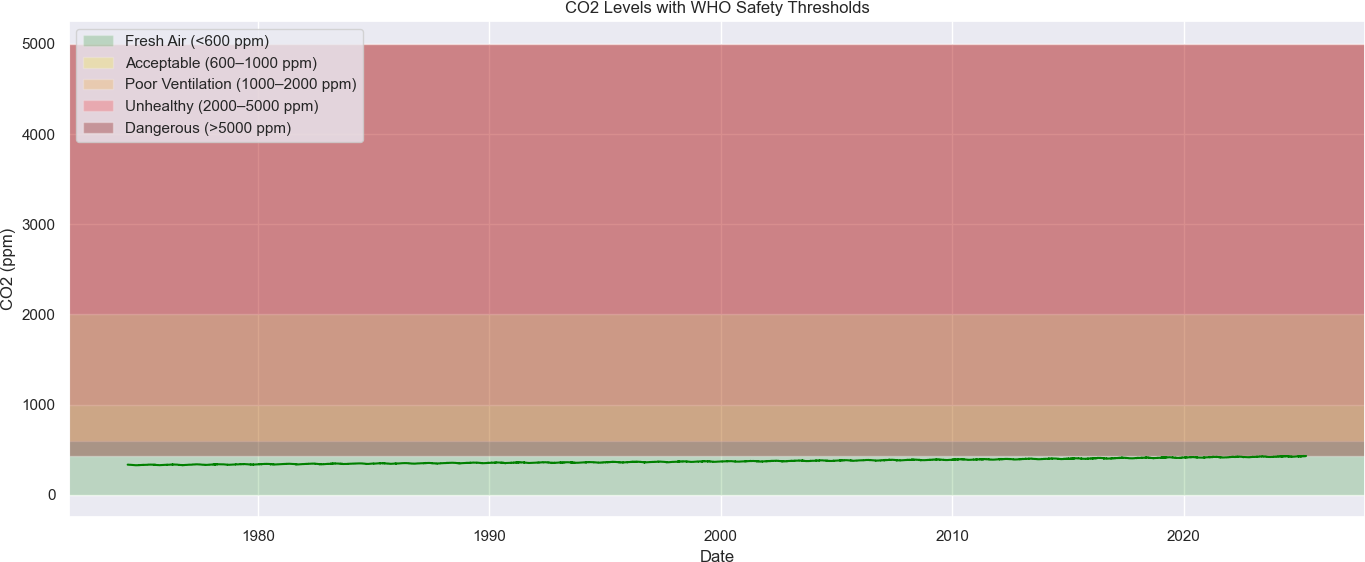 CO2 Levels with WHO Safety Thresholds
Fresh Air (<600 ppm)
Acceptable (600–1000 ppm)
Poor Ventilation (1000–2000 ppm)
Unhealthy (2000–5000 ppm)
Dangerous (>5000 ppm)
CO2 (ppm)
5000
4000
3000
2000
1000
0
1980
1990
2000
2010
2020
Date